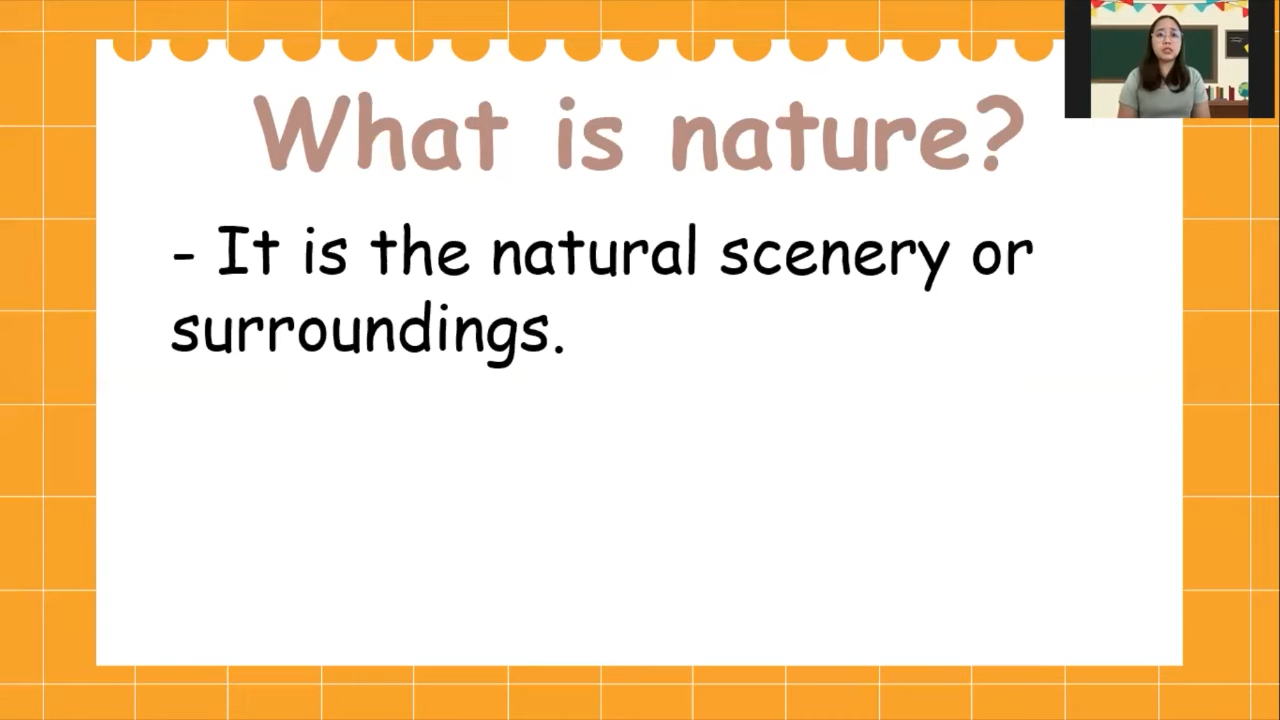 What is nature?
- It is the natural scenery or
surroundings.